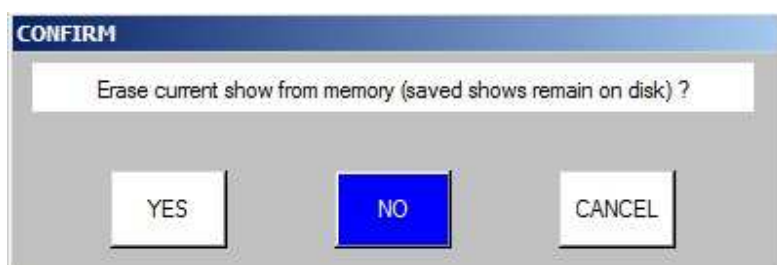 CONFIRM
Erase current show from memory (saved shows remain on disk) ?
YES
NO
CANCEL